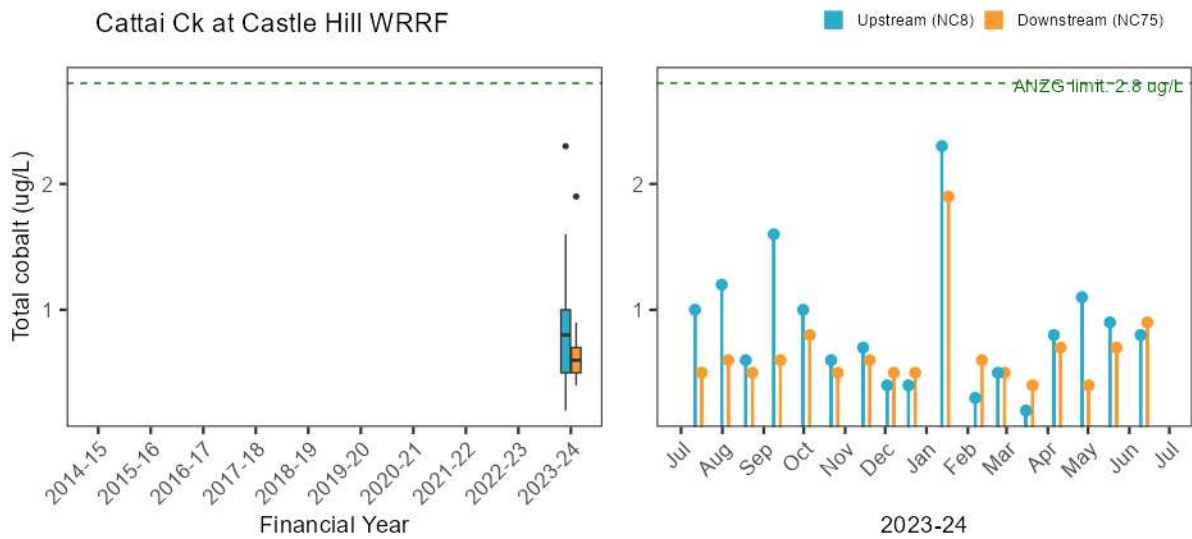 Cattai Ck at Castle Hill WRRF
Upstream (NC8) Downstream (NC75)
Total cobalt (ug/L)
2
1
2014-15
2015-16
2016-17
2017-18
2018-19
2019-20
2020-21
2021-22
2022-23
2023-24
Financial Year
ANZG limit: 2.8 ug/L
2
1
Jul
Aug
Sep
Oct
Nov
Dec
Jan
Feb
Mar
Apr
May
Jun
Jul
2023-24